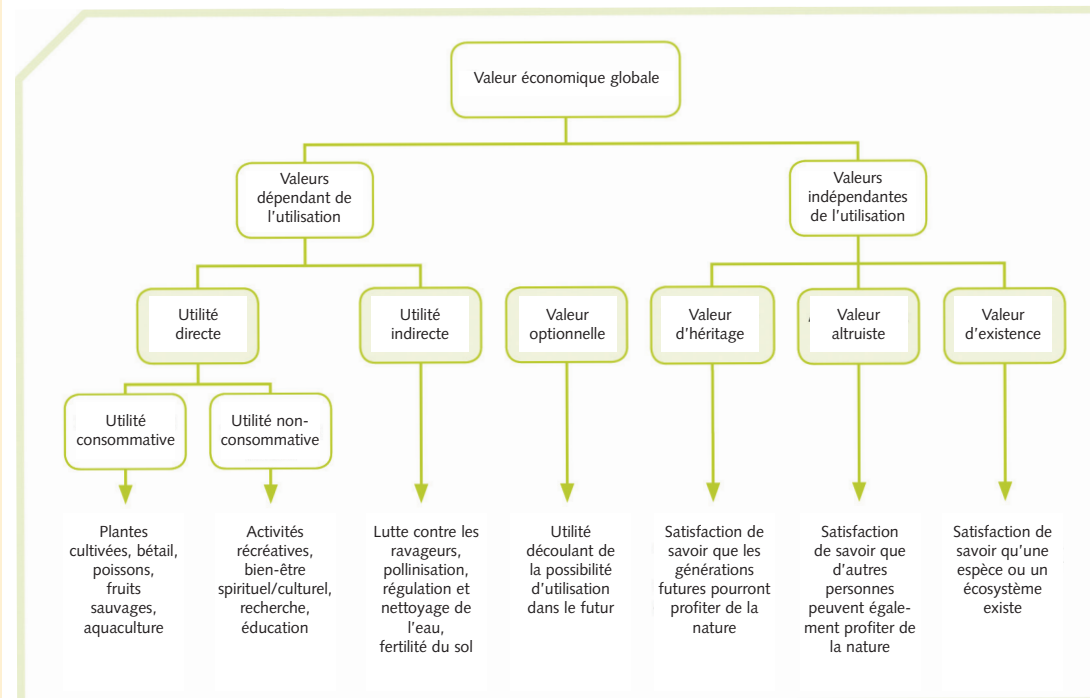 Valeur économique globale
Valeurs
dépendant de
l'utilisation
Valeurs
indépendantes
de l'utilisation
Utilité
directe
Utilité
indirecte
Valeur
optionnelle
Valeur
d'héritage
Valeur
altruiste
Valeur
d'existence
Utilité
consommative
Utilité non-
consommative
Plantes
cultivées, bétail,
poissons,
fruits
sauvages,
aquaculture
Activités
récréatives,
bien-être
spirituel/culturel,
recherche,
éducation
Lutte contre les
ravageurs,
pollinisation,
régulation et
nettoyage de
l'eau,
fertilité du sol
Utilité
découlant de
la possibilité
d'utilisation
dans le futur
Satisfaction de
savoir que les
générations
futures pourront
profiter de la
nature
Satisfaction
de savoir que
d'autres
personnes
peuvent égale-
ment profiter de
la nature
Satisfaction de
savoir qu'une
espèce ou un
écosystème
existe